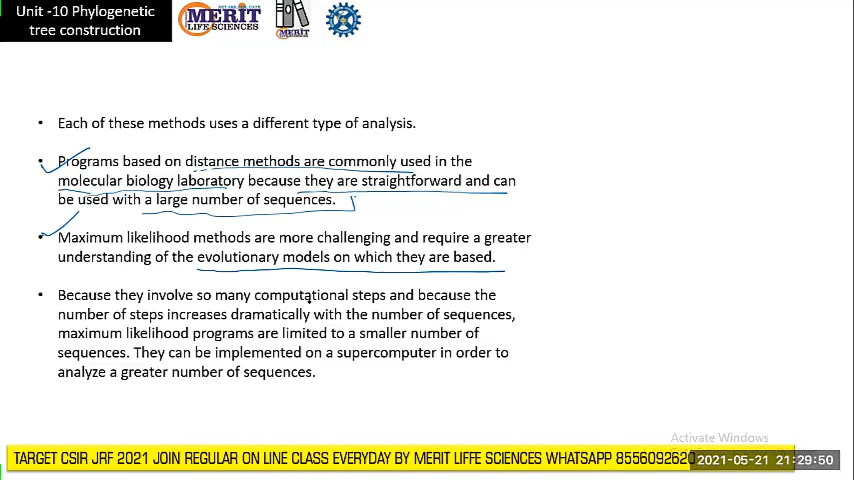 Unit -10 Phylogenetic
tree construction
MERIT
LIFE SCIENCES
MERIT
• Each of these methods uses a different type of analysis.
• Programs based on distance methods are commonly used in the
molecular biology laboratory because they are straightforward and can
be used with a large number of sequences.
• Maximum likelihood methods are more challenging and require a greater
understanding of the evolutionary models on which they are based.
• Because they involve so many computational steps and because the
number of steps increases dramatically with the number of sequences,
maximum likelihood programs are limited to a smaller number of
sequences. They can be implemented on a supercomputer in order to
analyze a greater number of sequences.
Activate Windows
TARGET CSIR JRF 2021 JOIN REGULAR ON LINE CLASS EVERYDAY BY MERIT LIFFE SCIENCES WHATSAPP 8556092620
2021-05-21 21:29:50